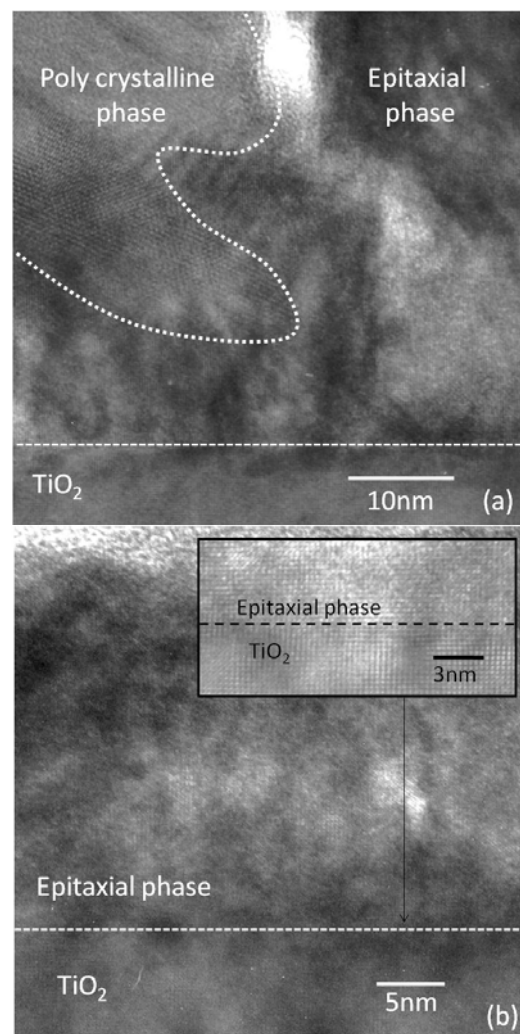 Poly crystalline
phase
Epitaxial
phase
TiO₂
10nm
(a)
Epitaxial phase
TiO₂
3nm
Epitaxial phase
TiO₂
5nm
(b)